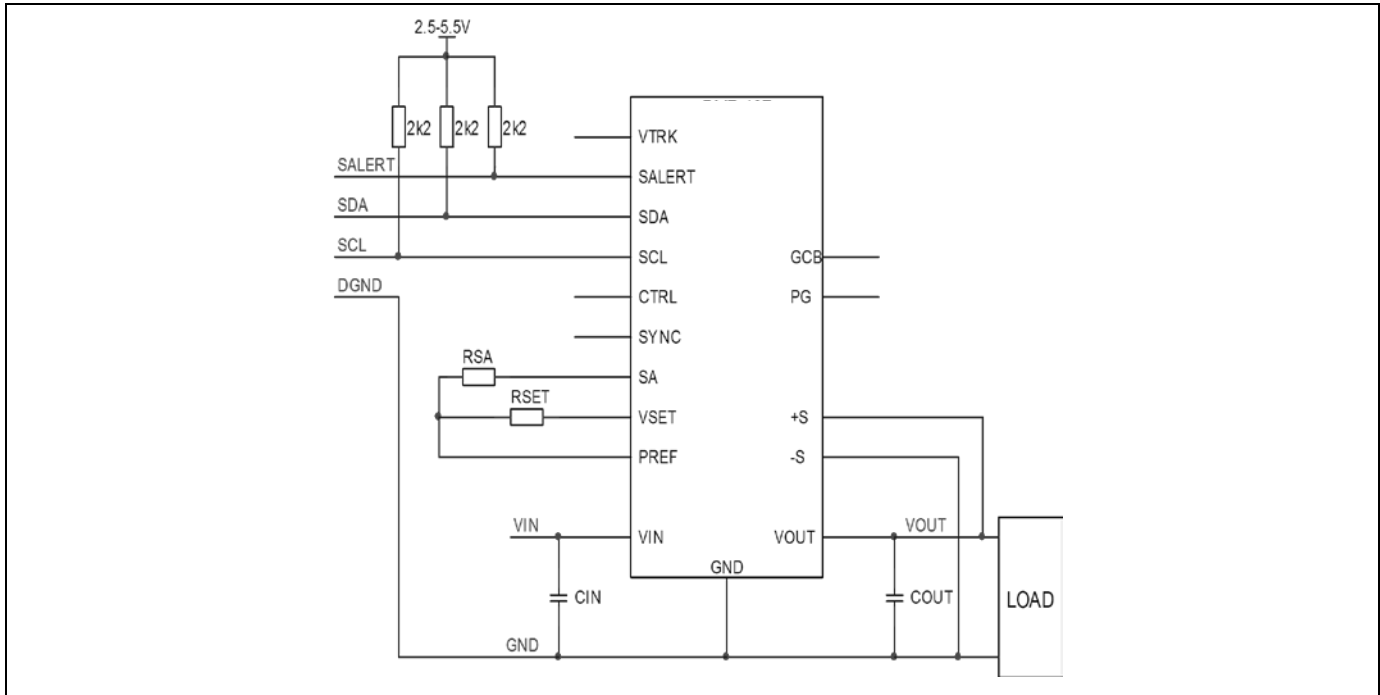 2.5-5.5V
2k2 2k2 2k2
VTRK
SALERT SALERT
SDA SDA
SCL SCL GCB
DGND CTRL PG
SYNC
RSA SA
RSET VSET +S
PREF -S
VIN VIN VOUT VOUT
GND
CIN COUT LOAD
GND